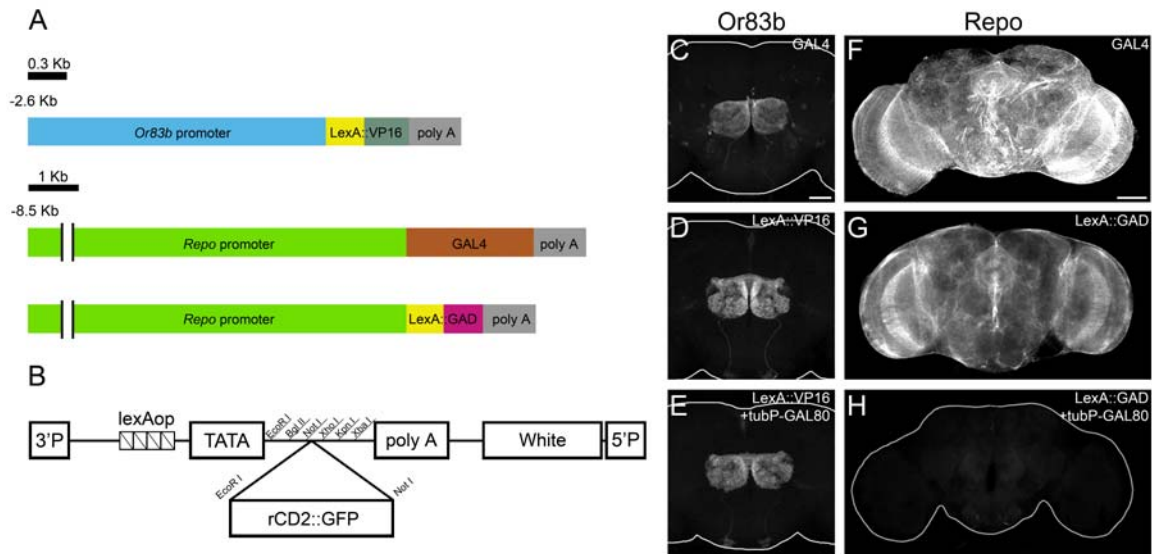 A
0.3 Kb
-2.6 Kb
Or83b promoter
LexA::VP16
poly A
1 Kb
-8.5 Kb
Repo promoter
GAL4
poly A
Repo promoter
LexA::GAD
poly A
B
lexAop
3'P
TATA
EcoR I
Bgl II
Not I
Xho I
Kpn I
Xba I
poly A
White
5'P
EcoR I
Not I
rCD2::GFP
Or83b
Repo
C
GAL4
F
GAL4
D
LexA::VP16
G
LexA::GAD
E
LexA::VP16
+tubP-GAL80
H
LexA::GAD
+tubP-GAL80